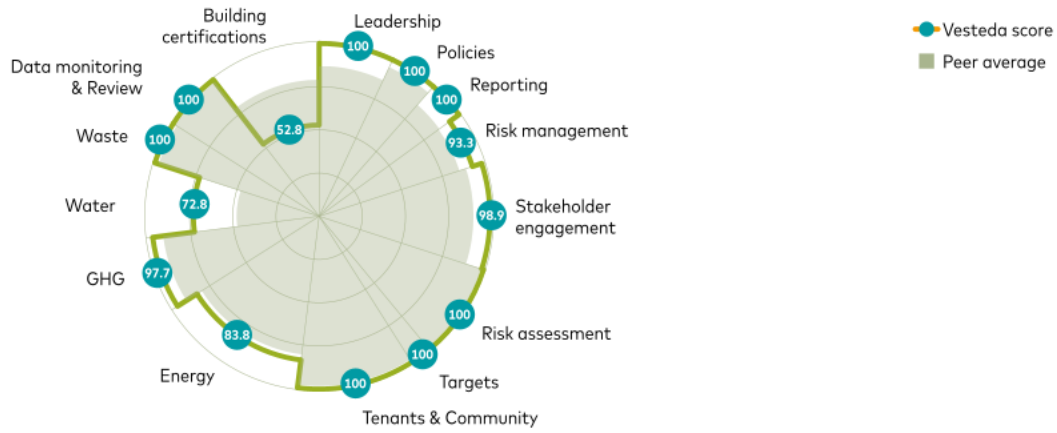 Building
certifications
Leadership
Policies
Reporting
Risk management
Stakeholder
engagement
Risk assessment
Targets
Tenants & Community
Energy
GHG
Water
Waste
Data monitoring
& Review
100
100
100
93.3
98.9
100
100
100
83.8
97.7
72.8
100
100
52.8
Vesteda score
Peer average